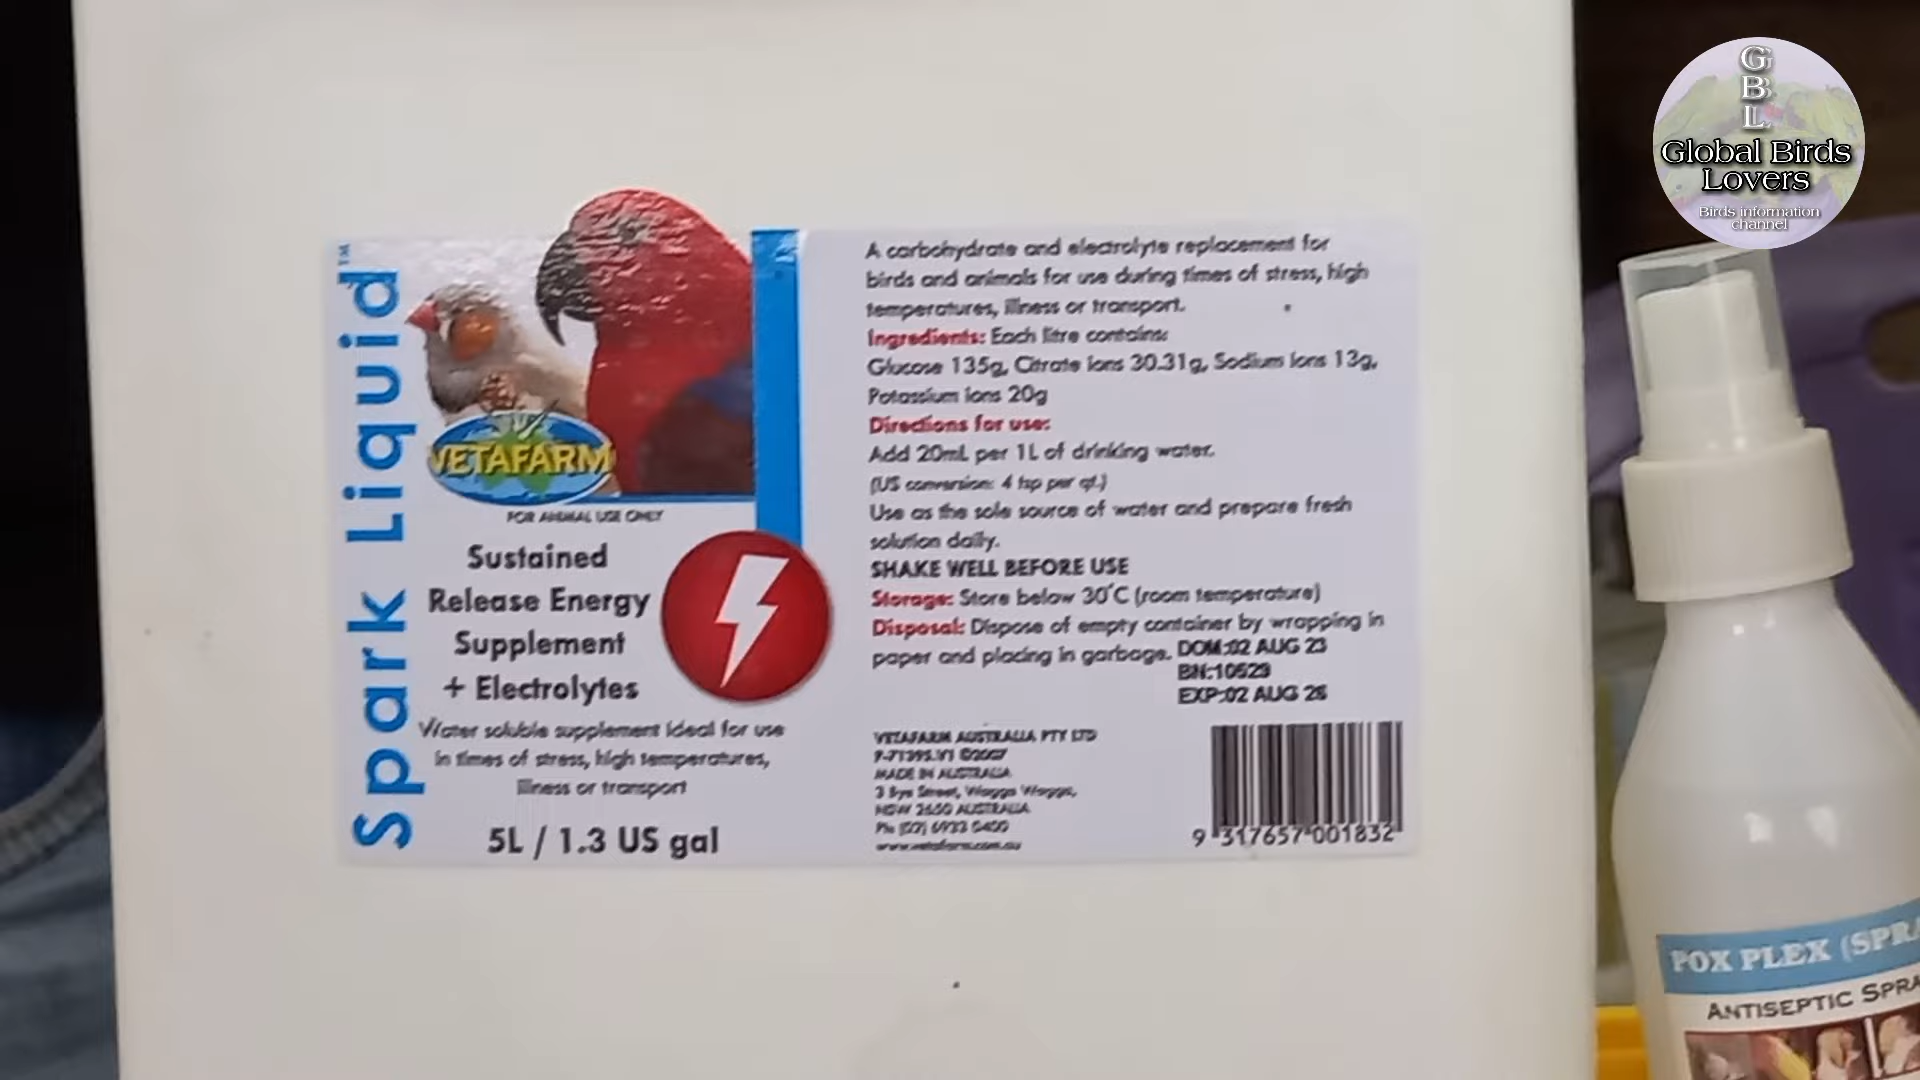 G
B
L
Global Birds
Lovers
Birds information
channel
Spark Liquid™
VETAFARM
FOR ANIMAL USE ONLY
Sustained
Release Energy
Supplement
+ Electrolytes
Water soluble supplement ideal for use
in times of stress, high temperatures,
illness or transport
5L / 1.3 US gal
A carbohydrate and electrolyte replacement for
birds and animals for use during times of stress, high
temperatures, illness or transport.
Ingredients: Each litre contains:
Glucose 135g, Citrate ions 30.31g, Sodium ions 13g,
Potassium ions 20g
Directions for use:
Add 20mL per 1L of drinking water.
(US conversion: 4 tsp per qt.)
Use as the sole source of water and prepare fresh
solution daily.
SHAKE WELL BEFORE USE
Storage: Store below 30°C (room temperature)
Disposal: Dispose of empty container by wrapping in
paper and placing in garbage.
DOM:02 AUG 23
BN:10523
EXP:02 AUG 26
VETAFARM AUSTRALIA PTY LTD
©2007
MADE IN AUSTRALIA
3 Bye Street, Wagga Wagga,
NSW 2650 AUSTRALIA
Ph: (02) 6933 0400
www.vetafarm.com.au
9 317657 001832
POX PLEX (SPRA
ANTISEPTIC SPRA